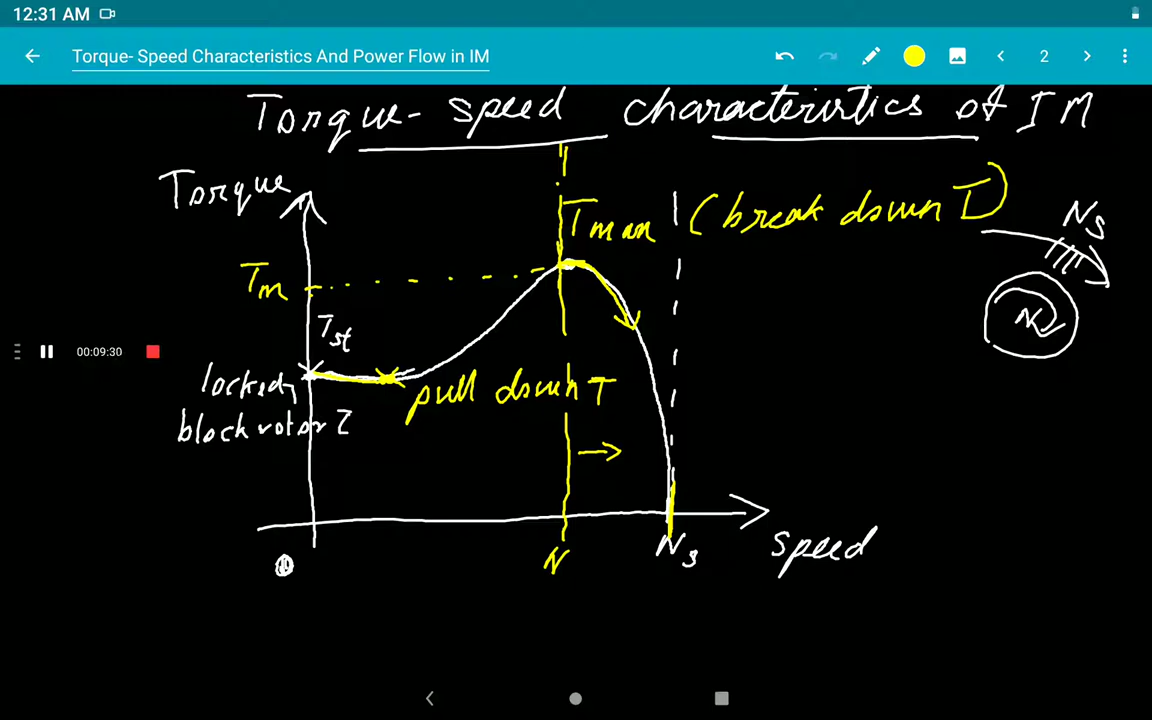 12:31 AM
Torque- Speed Characteristics And Power Flow in IM
2
Torque- speed characteristics of IM
Torque
Tmax (break down T)
Ns
Tm
N
Tst
00:09:30
locked
pull down T
block rotor T
0
N
Ns
speed